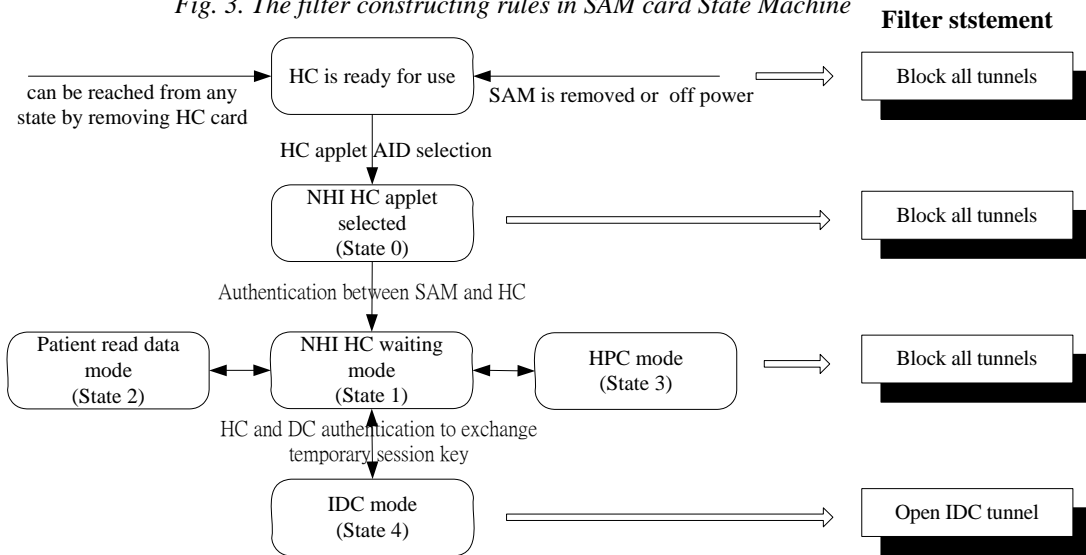 Fig. 3. The filter constructing rules in SAM card State Machine
Filter ststement
HC is ready for use
can be reached from any
state by removing HC card
SAM is removed or off power
Block all tunnels
HC applet AID selection
NHI HC applet
selected
(State 0)
Block all tunnels
Authentication between SAM and HC
Patient read data
mode
(State 2)
NHI HC waiting
mode
(State 1)
HPC mode
(State 3)
Block all tunnels
HC and DC authentication to exchange
temporary session key
IDC mode
(State 4)
Open IDC tunnel